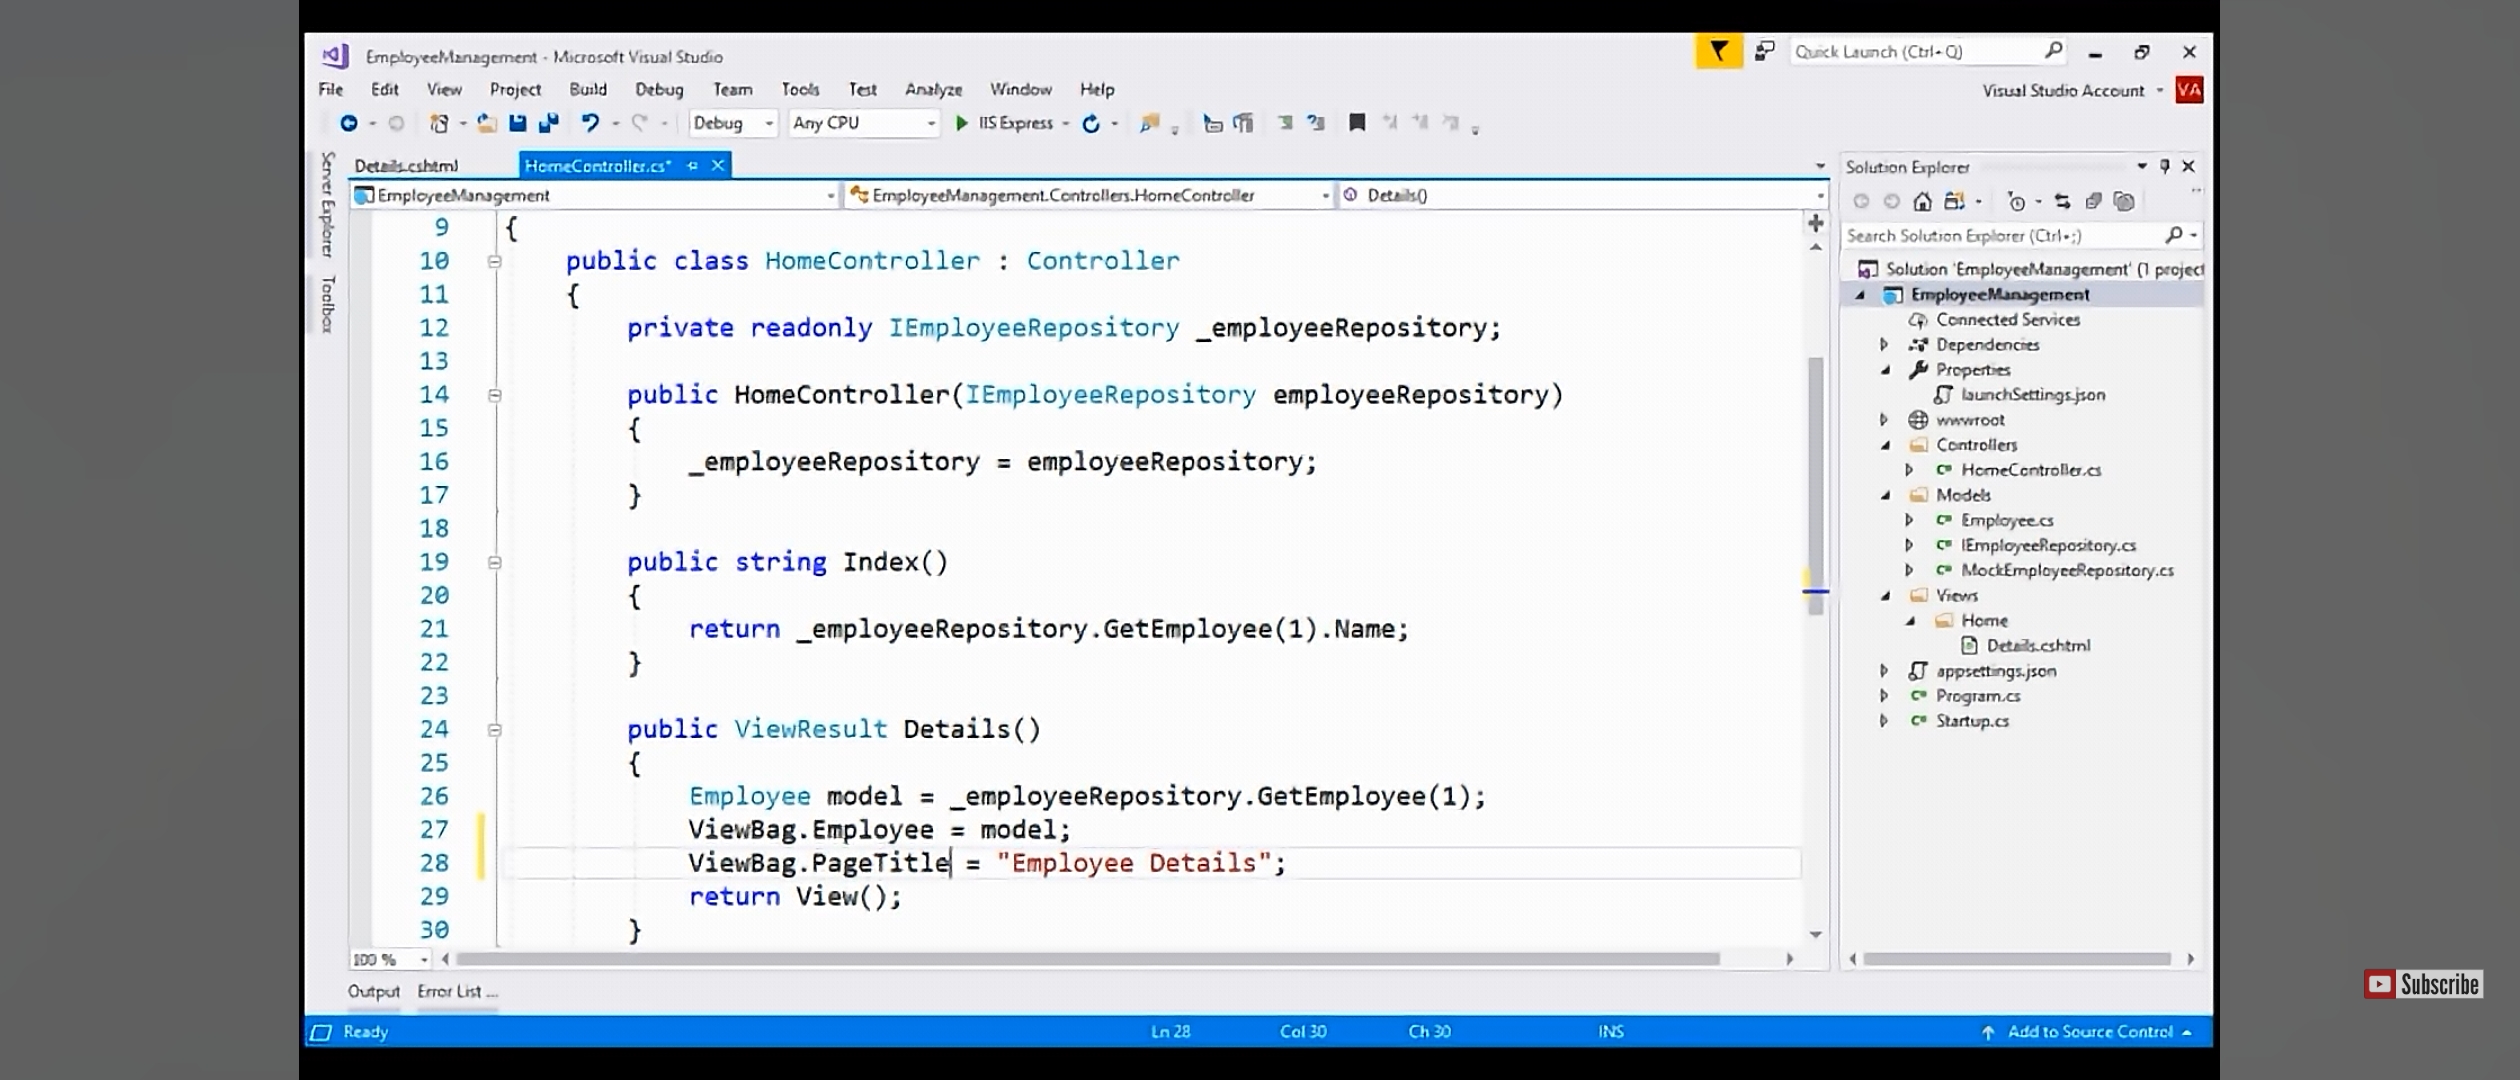 EmployeeManagement - Microsoft Visual Studio
Quick Launch (Ctrl+Q)
File Edit View Project Build Debug Team Tools Test Analyze Window Help
Visual Studio Account VA
Debug Any CPU IIS Express
Server Explorer
Toolbox
Details.cshtml HomeController.cs*
EmployeeManagement EmployeeManagement.Controllers.HomeController Details()
9 {
10 public class HomeController : Controller
11 {
12 private readonly IEmployeeRepository _employeeRepository;
13
14 public HomeController(IEmployeeRepository employeeRepository)
15 {
16 _employeeRepository = employeeRepository;
17 }
18
19 public string Index()
20 {
21 return _employeeRepository.GetEmployee(1).Name;
22 }
23
24 public ViewResult Details()
25 {
26 Employee model = _employeeRepository.GetEmployee(1);
27 ViewBag.Employee = model;
28 ViewBag.PageTitle = "Employee Details";
29 return View();
30 }
100 %
Solution Explorer
Search Solution Explorer (Ctrl+;)
Solution 'EmployeeManagement' (1 project
EmployeeManagement
Connected Services
Dependencies
Properties
launchSettings.json
wwwroot
Controllers
C# HomeController.cs
Models
C# Employee.cs
C# IEmployeeRepository.cs
C# MockEmployeeRepository.cs
Views
Home
Details.cshtml
appsettings.json
C# Program.cs
C# Startup.cs
Output Error List ...
Ready Ln 28 Col 30 Ch 30 INS Add to Source Control
Subscribe